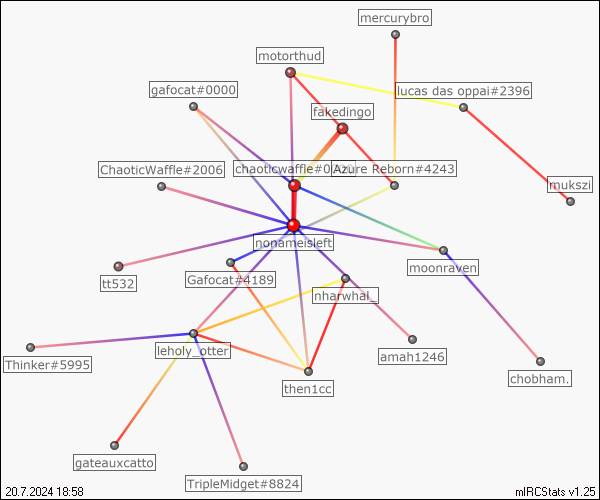 mercurybro
motorthud
gafocat#0000
lucas das oppai#2396
fakedingo
ChaoticWaffle#2006
chaoticwaffle#0
Azure Reborn#4243
mukszi
nonameisleft
moonraven
tt532
Gafocat#4189
nharwhal_
leholy_otter
amah1246
Thinker#5995
then1cc
chobham.
gateauxcatto
TripleMidget#8824
20.7.2024 18:58
mIRCStats v1.25